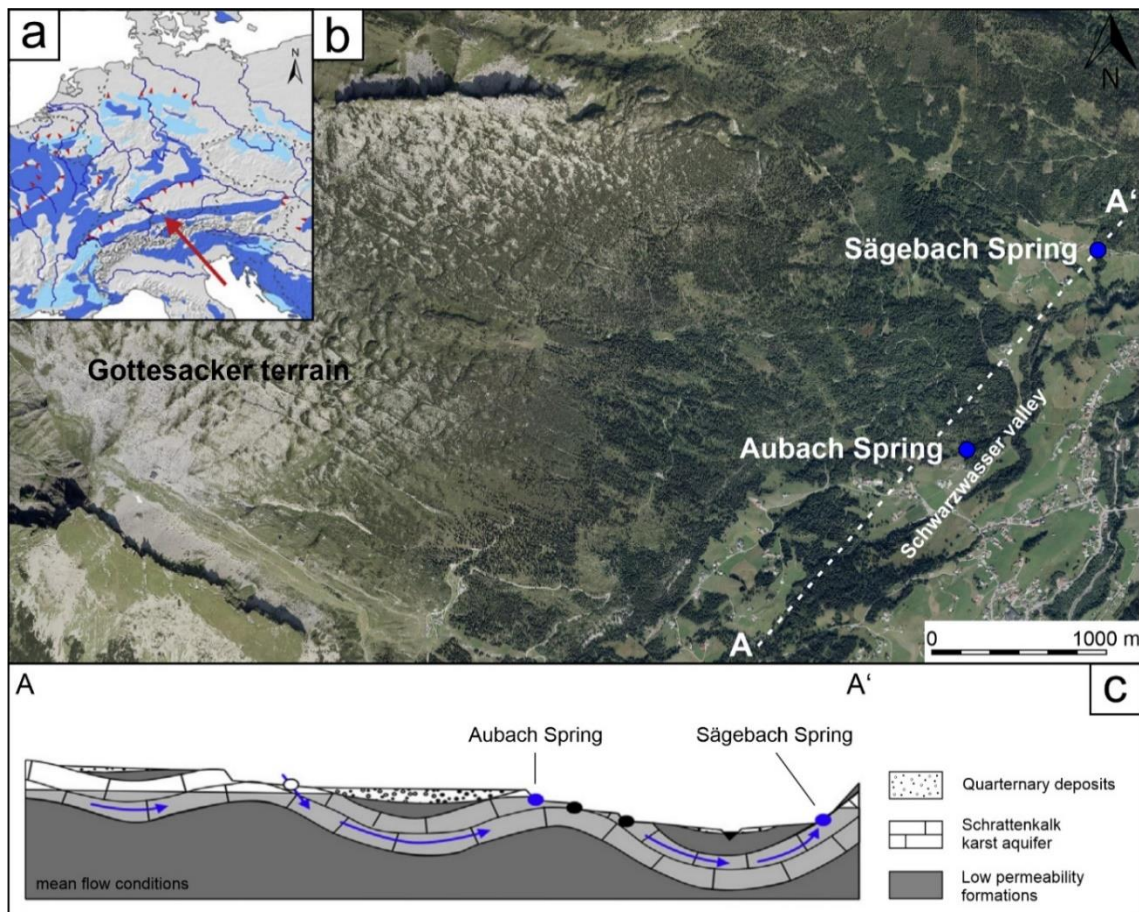 a
N
b
N
A'
Sägebach Spring
Gottesacker terrain
Aubach Spring
Schwarzwasser valley
A
0 1000 m
A
A'
c
Aubach Spring
Sägebach Spring
mean flow conditions
Quarternary deposits
Schrattenkalk
karst aquifer
Low permeability
formations